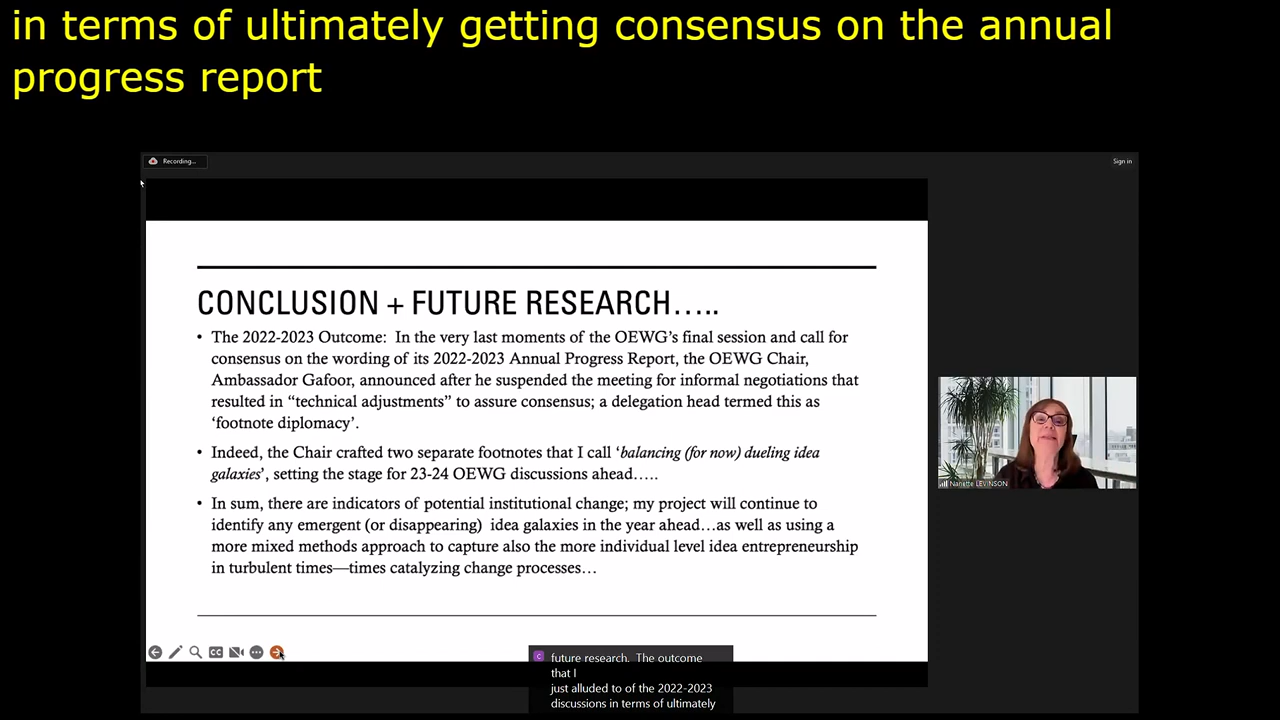 in terms of ultimately getting consensus on the annual
progress report
Recording...
Sign in
CONCLUSION + FUTURE RESEARCH.....
• The 2022-2023 Outcome: In the very last moments of the OEWG's final session and call for
consensus on the wording of its 2022-2023 Annual Progress Report, the OEWG Chair,
Ambassador Gafoor, announced after he suspended the meeting for informal negotiations that
resulted in “technical adjustments” to assure consensus; a delegation head termed this as
‘footnote diplomacy’.
• Indeed, the Chair crafted two separate footnotes that I call ‘balancing (for now) dueling idea
galaxies’, setting the stage for 23-24 OEWG discussions ahead…..
• In sum, there are indicators of potential institutional change; my project will continue to
identify any emergent (or disappearing) idea galaxies in the year ahead…as well as using a
more mixed methods approach to capture also the more individual level idea entrepreneurship
in turbulent times—times catalyzing change processes…
Nanette LEVINSON
CC
C
future research. The outcome
that I
just alluded to of the 2022-2023
discussions in terms of ultimately